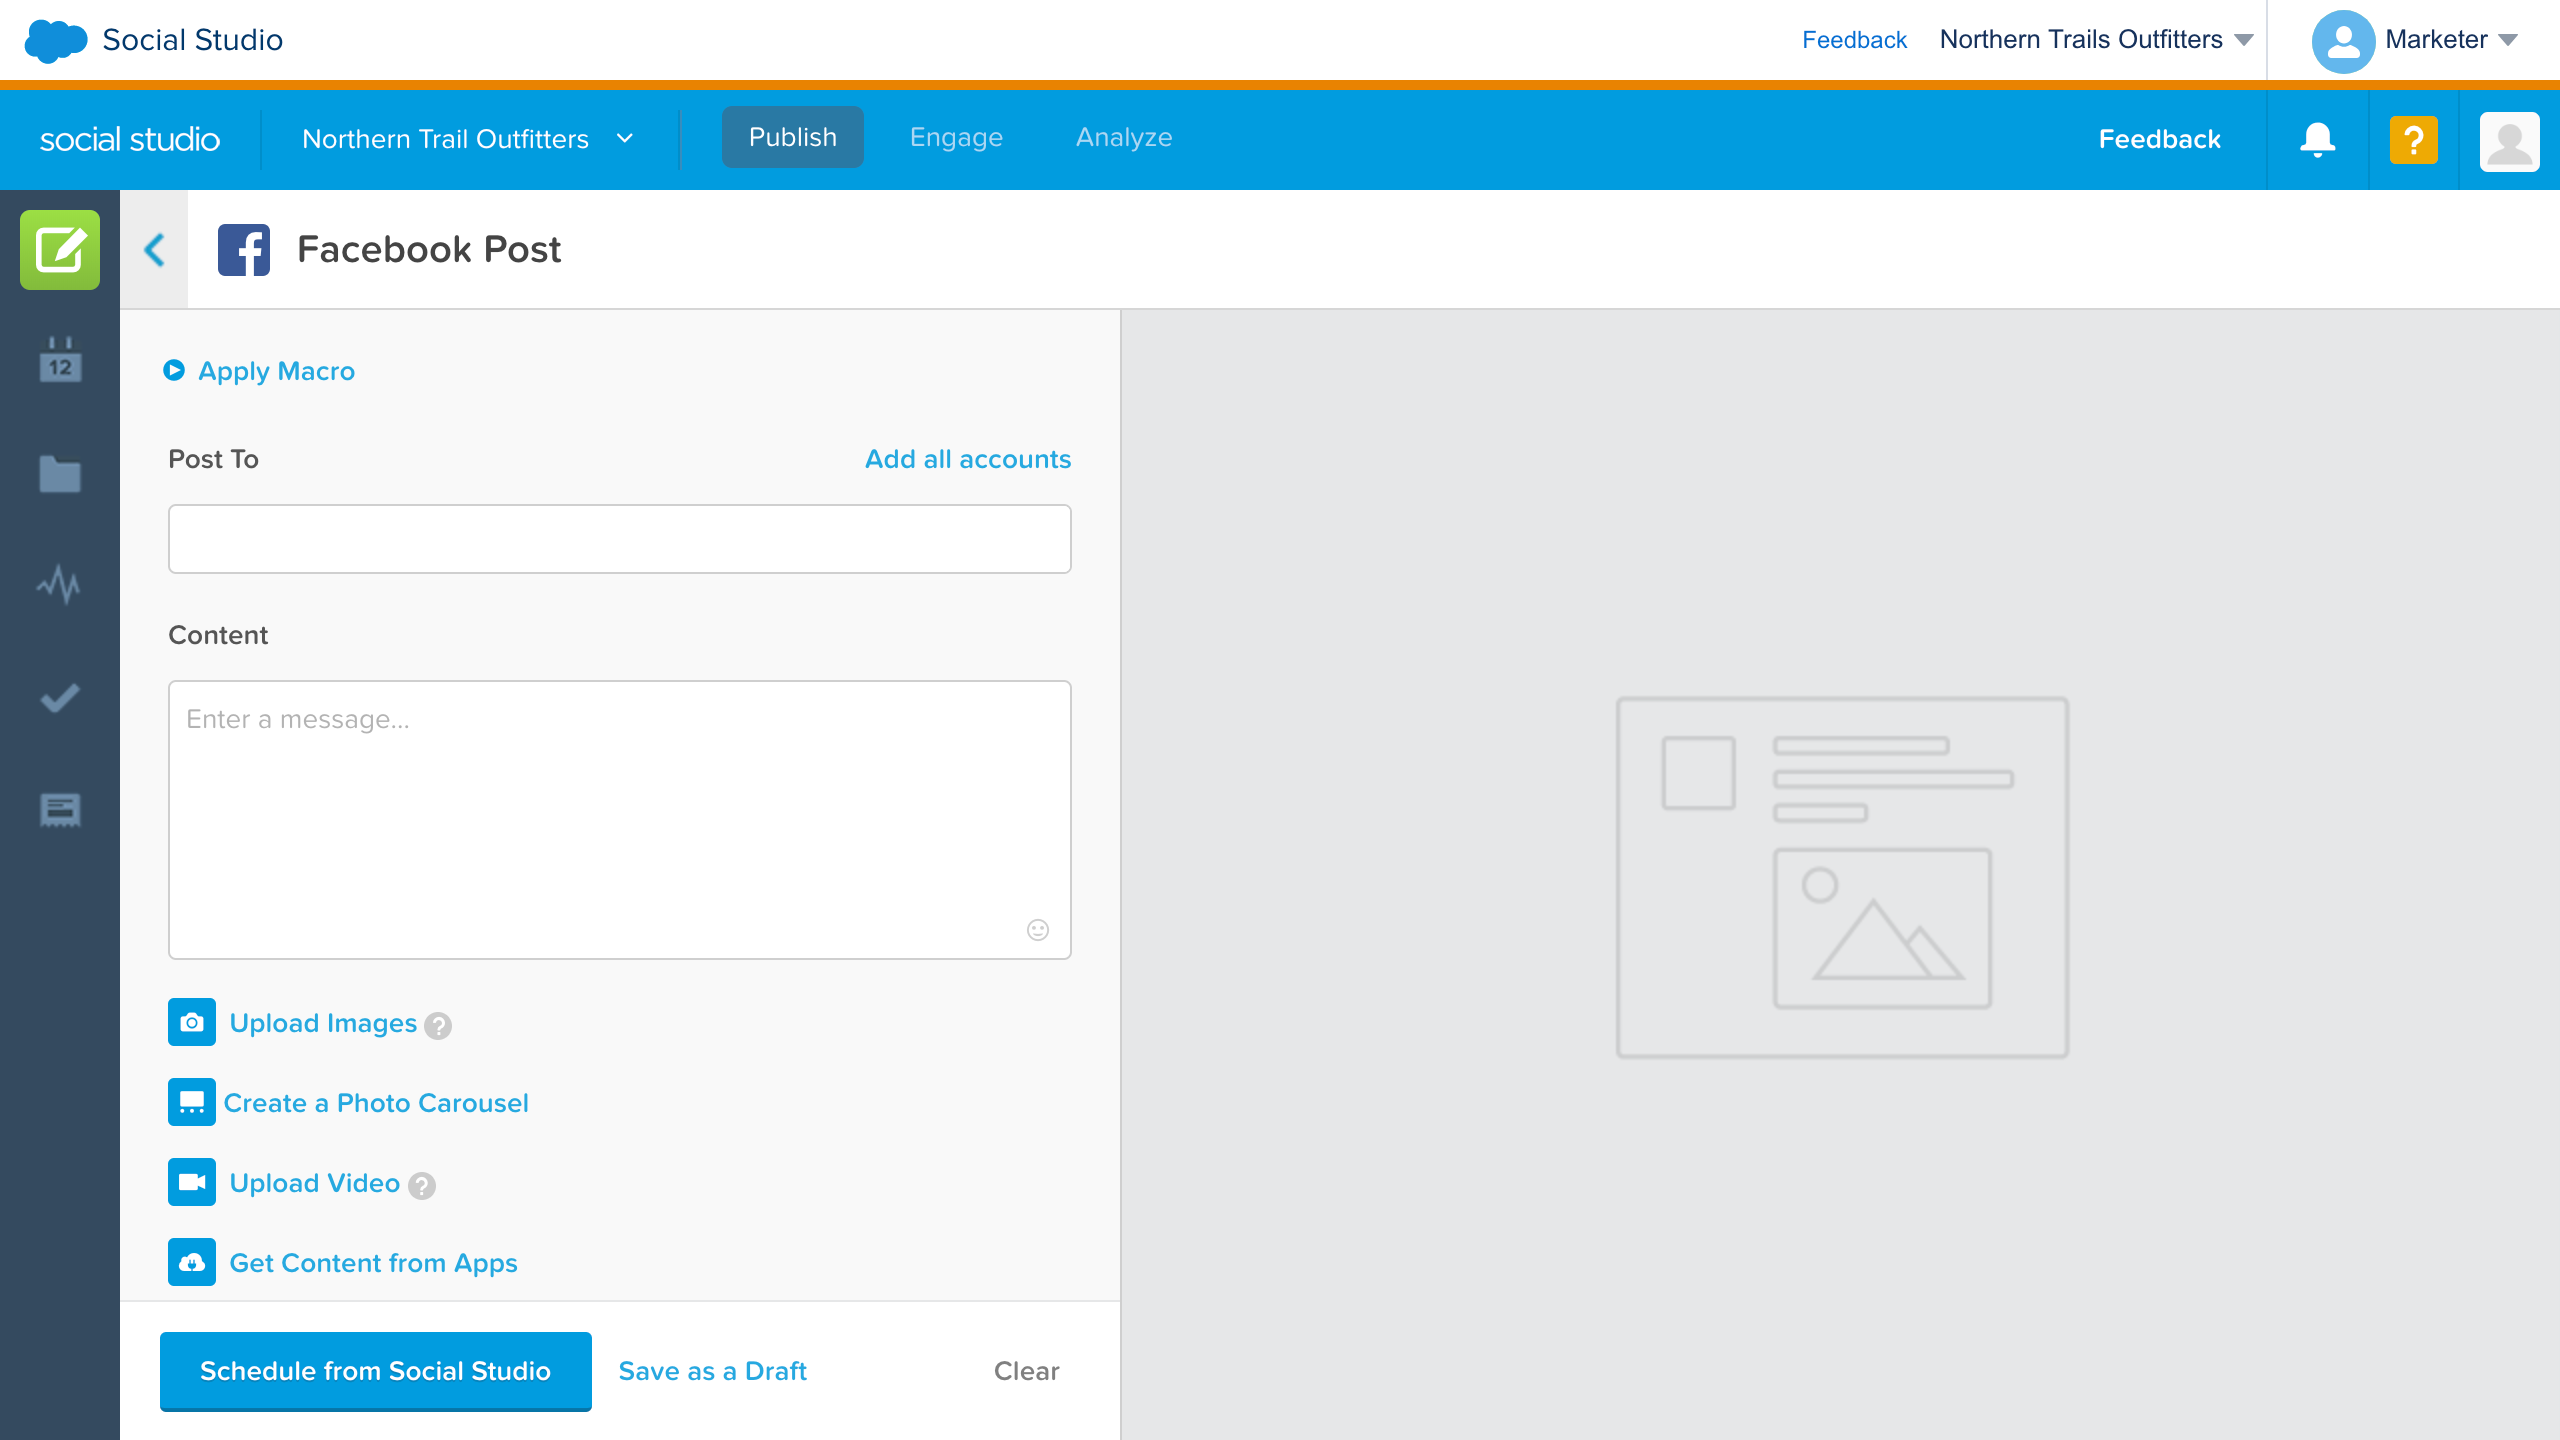 Social Studio
Feedback
Northern Trails Outfitters
Marketer
social studio
Northern Trail Outfitters
Publish
Engage
Analyze
Feedback
?
Facebook Post
12
Apply Macro
Post To
Add all accounts
Content
Enter a message...
Upload Images ?
Create a Photo Carousel
Upload Video ?
Get Content from Apps
Schedule from Social Studio
Save as a Draft
Clear